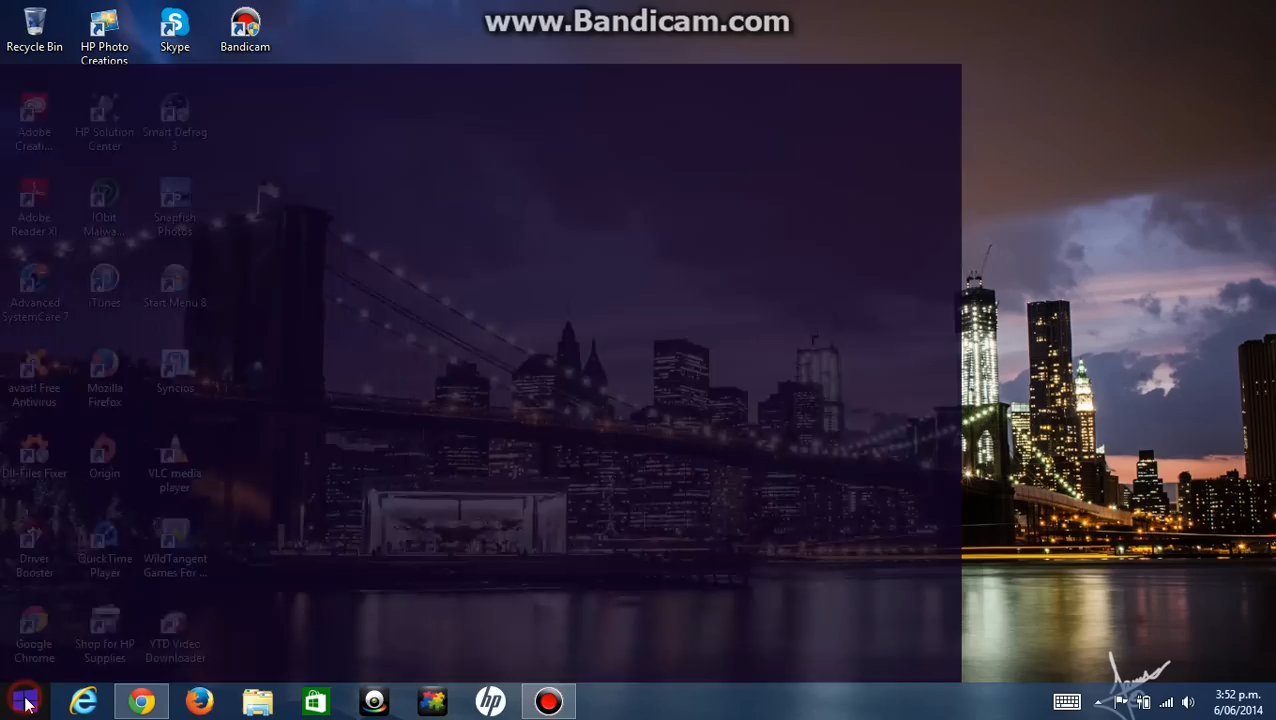 www.Bandicam.com
Recycle Bin
HP Photo
Creations
Skype
Bandicam
Adobe
Creati...
HP Solution
Center
Smart Defrag
3
Adobe
Reader XI
IObit
Malwa...
Snapfish
Photos
Advanced
SystemCare 7
iTunes
Start Menu 8
avast! Free
Antivirus
Mozilla
Firefox
Syncios
Dll-Files Fixer
Origin
VLC media
player
Driver
Booster
QuickTime
Player
WildTangent
Games For ...
Google
Chrome
Shop for HP
Supplies
YTD Video
Downloader
hp
3:52 p.m.
6/06/2014